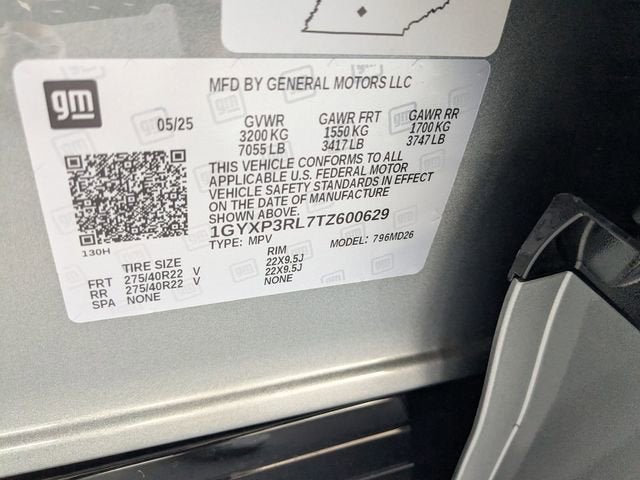 gm
MFD BY GENERAL MOTORS LLC
05/25
GVWR GAWR FRT GAWR RR
3200 KG 1550 KG 1700 KG
7055 LB 3417 LB 3747 LB
THIS VEHICLE CONFORMS TO ALL
APPLICABLE U.S. FEDERAL MOTOR
VEHICLE SAFETY STANDARDS IN EFFECT
ON THE DATE OF MANUFACTURE
SHOWN ABOVE.
1GYXP3RL7TZ600629
TYPE: MPV MODEL: 796MD26
130H
TIRE SIZE RIM
FRT 275/40R22 V 22X9.5J
RR 275/40R22 V 22X9.5J
SPA NONE NONE